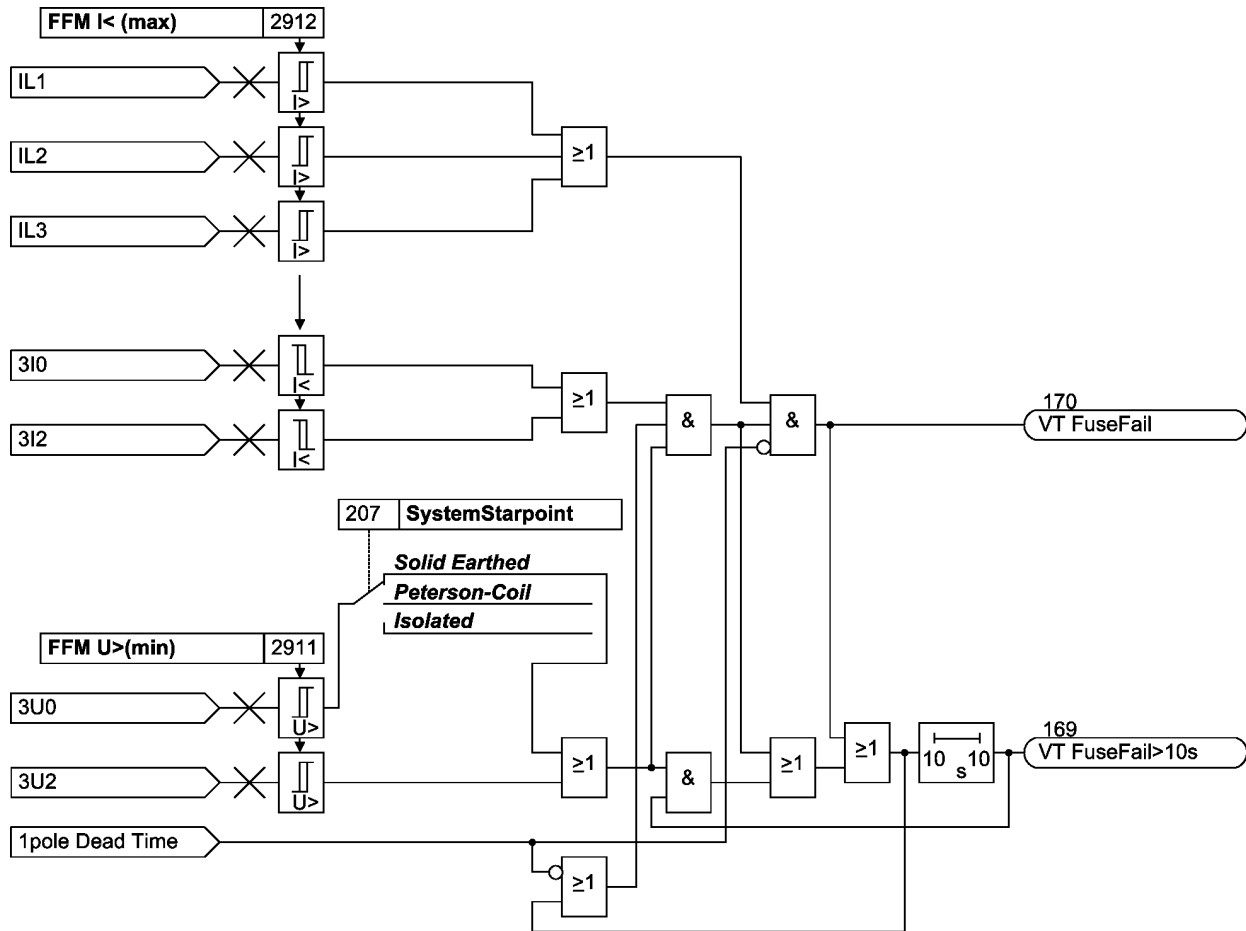 FFM I< (max) 2912
IL1
I>
IL2
I>
≥1
IL3
I>
3I0
I<
≥1
&
&
170
VT FuseFail
3I2
I<
207 SystemStarpoint
Solid Earthed
Peterson-Coil
Isolated
FFM U>(min) 2911
3U0
U>
3U2
U>
≥1
&
≥1
≥1
10 10
s
169
VT FuseFail>10s
1pole Dead Time
≥1